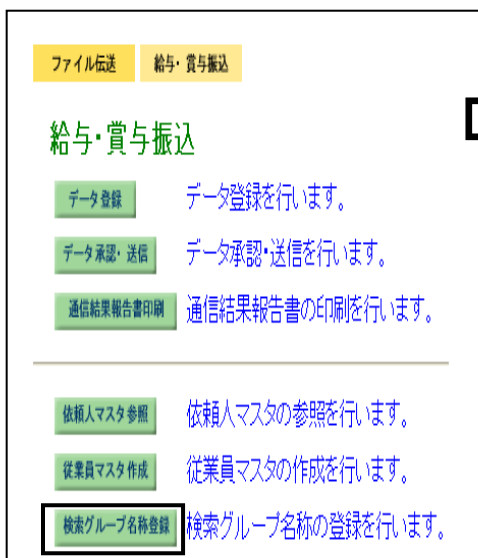 ファイル伝送 給与・賞与振込
給与・賞与振込
データ登録 データ登録を行います。
データ承認・送信 データ承認・送信を行います。
通信結果報告書印刷 通信結果報告書の印刷を行います。
依頼人マスタ参照 依頼人マスタの参照を行います。
従業員マスタ作成 従業員マスタの作成を行います。
検索グループ名称登録 検索グループ名称の登録を行います。